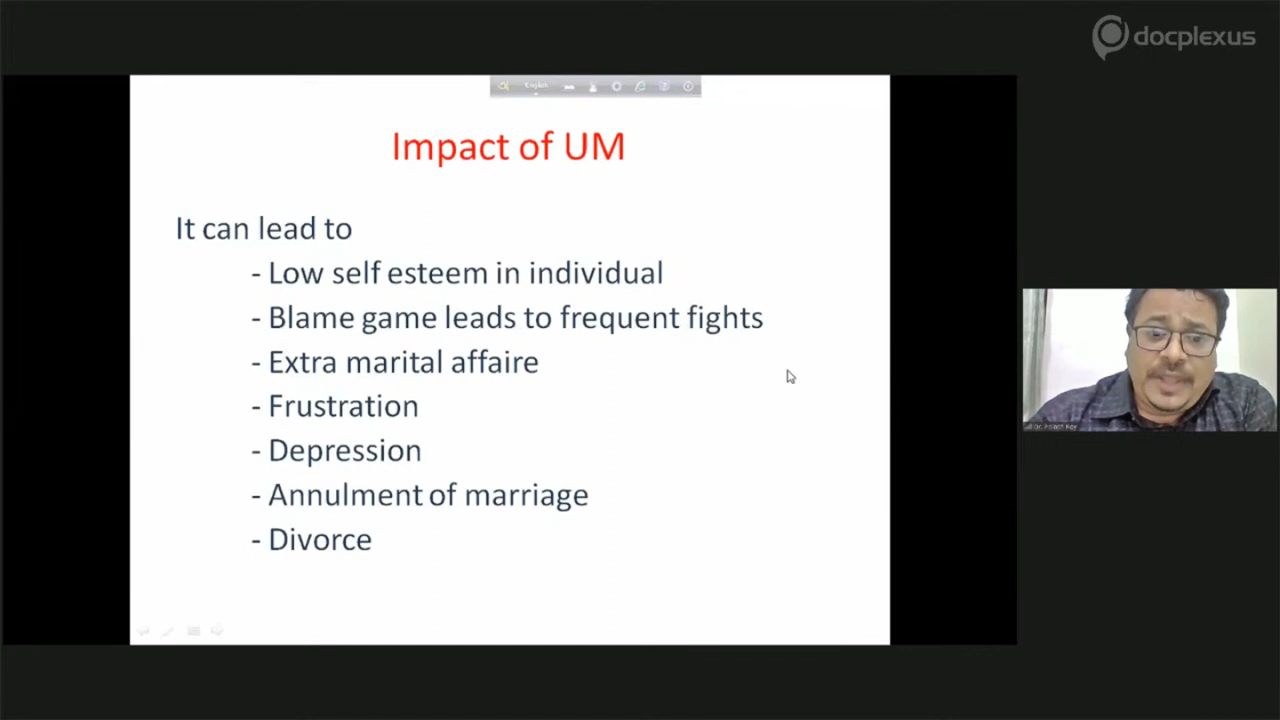 docplexus
English
Impact of UM
It can lead to
- Low self esteem in individual
- Blame game leads to frequent fights
- Extra marital affaire
- Frustration
- Depression
- Annulment of marriage
- Divorce